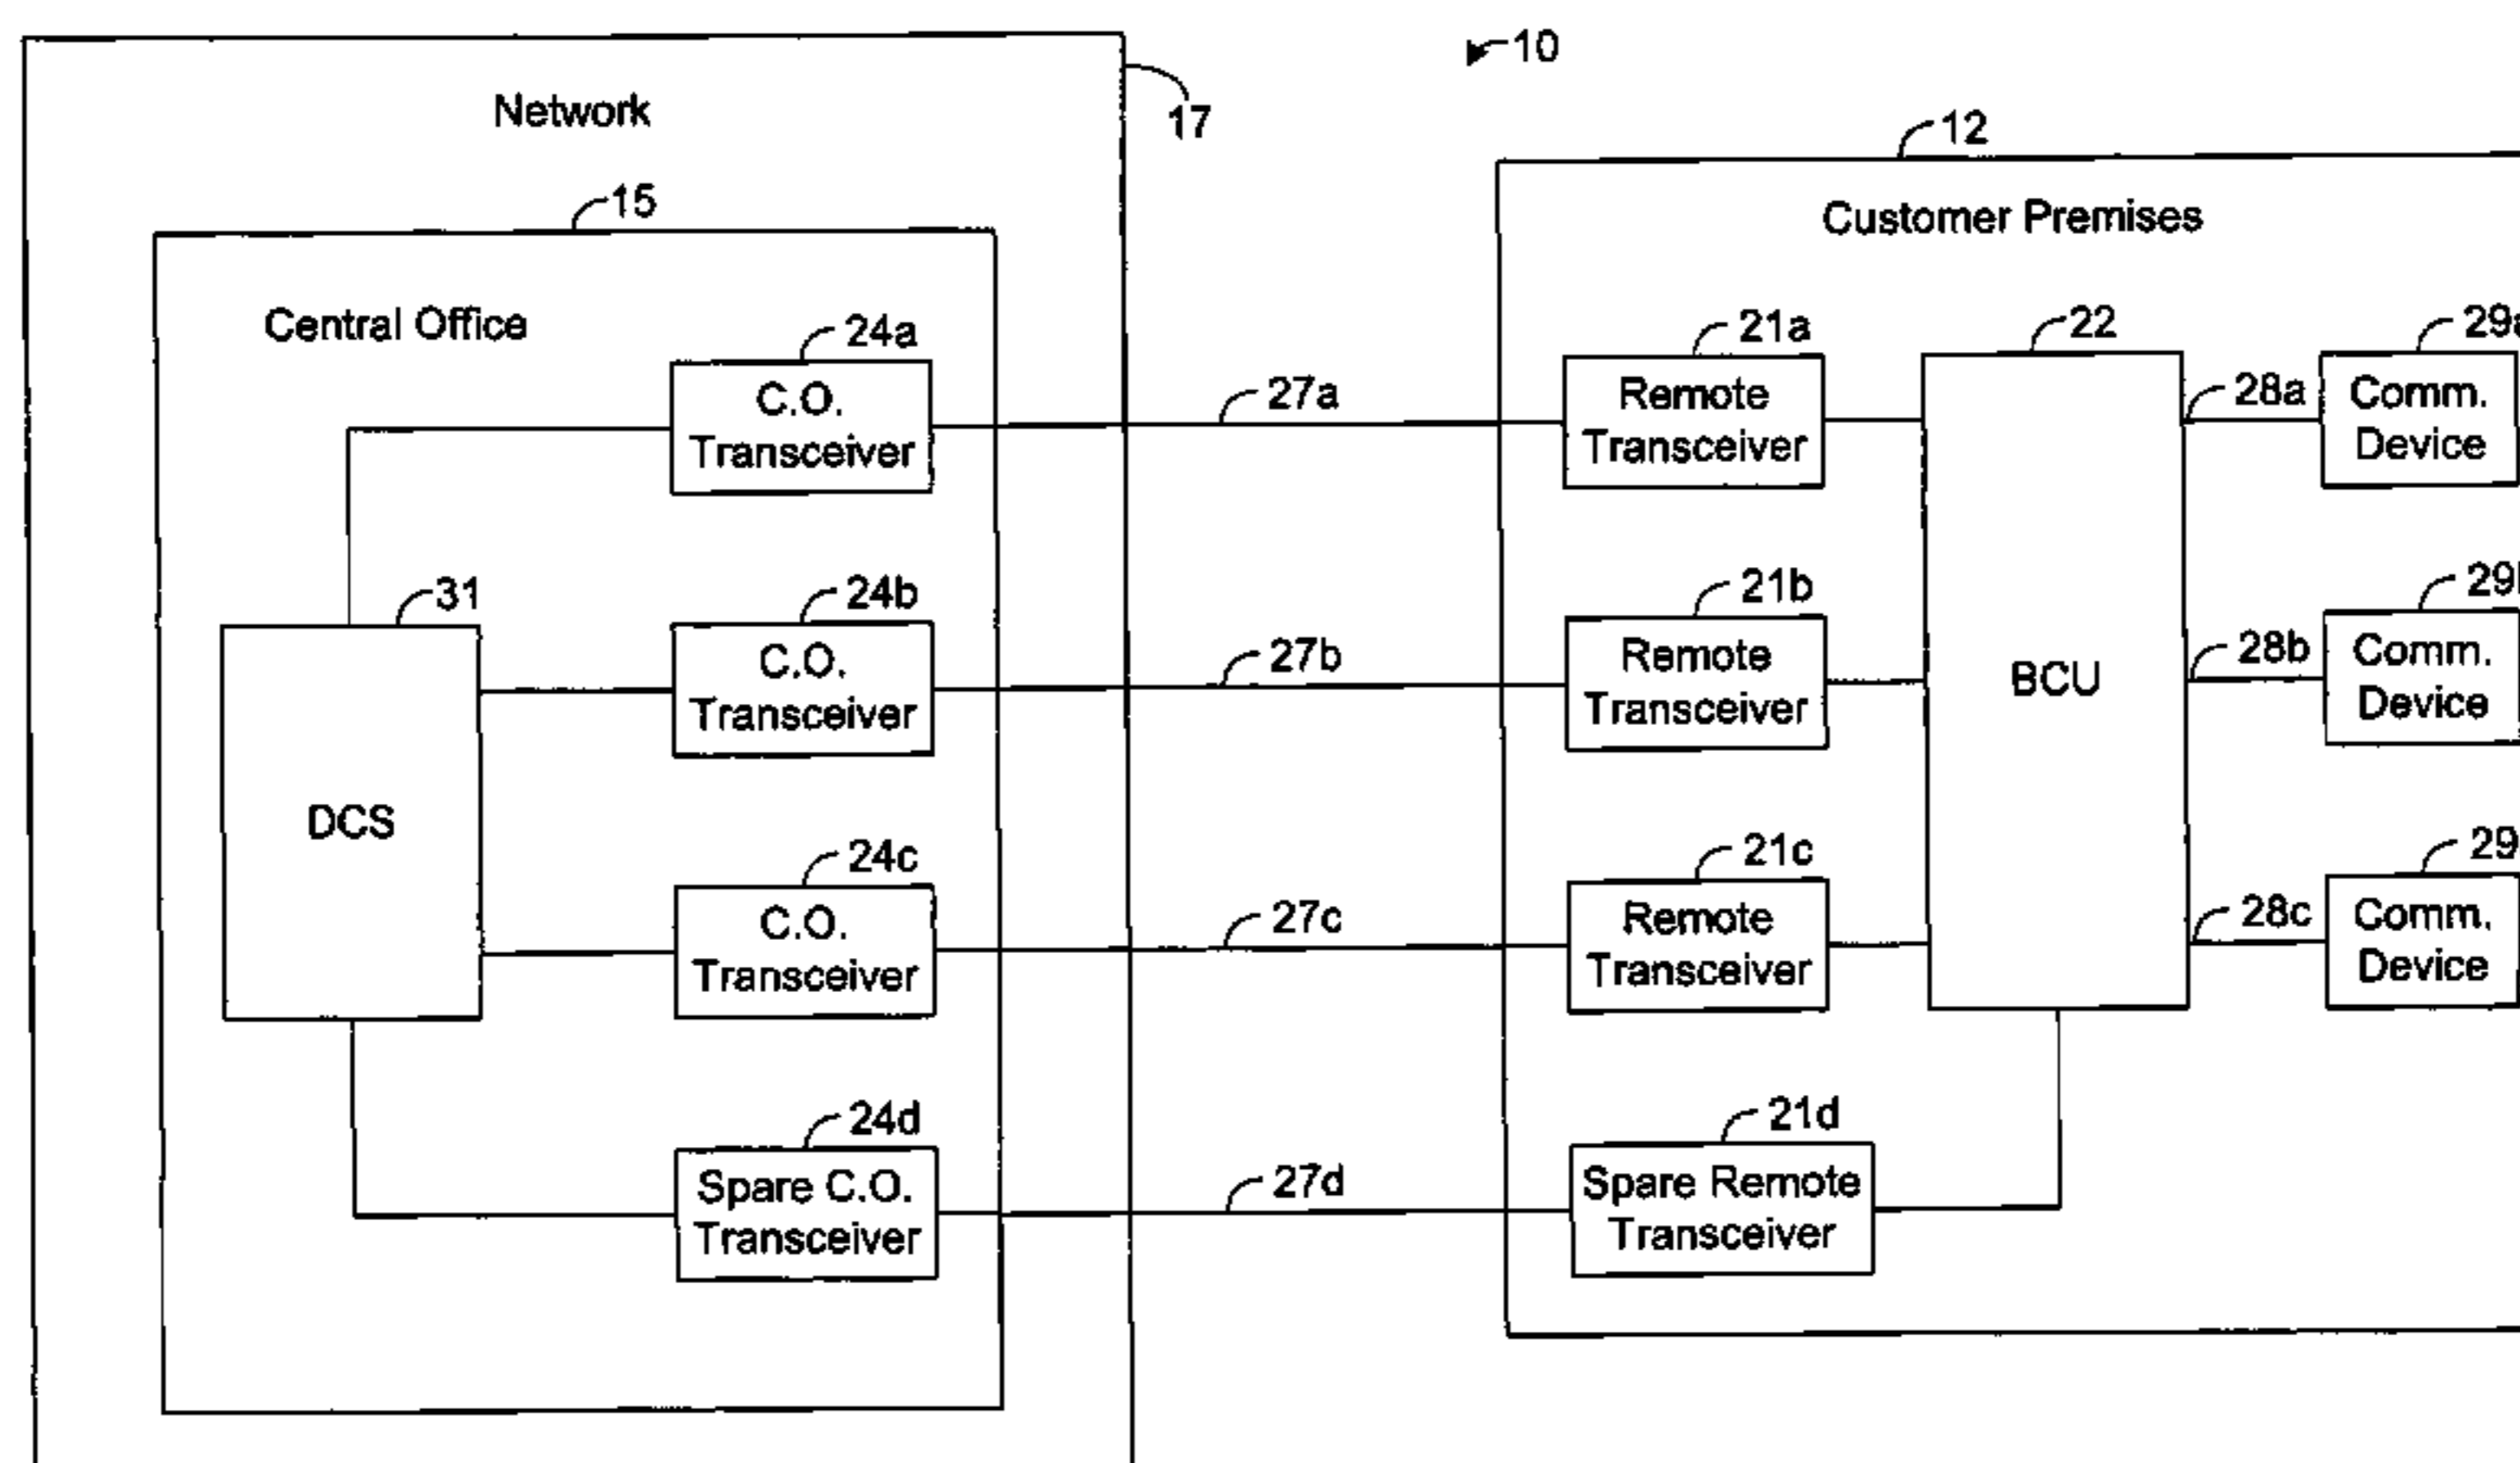 10
Network
17
12
15
Customer Premises
Central Office
24a
C.O.
Transceiver
27a
21a
Remote
Transceiver
22
28a
Comm.
Device
31
24b
C.O.
Transceiver
27b
21b
Remote
Transceiver
BCU
28b
Comm.
Device
DCS
24c
C.O.
Transceiver
27c
21c
Remote
Transceiver
28c
29
Comm.
Device
24d
Spare C.O.
Transceiver
27d
21d
Spare Remote
Transceiver